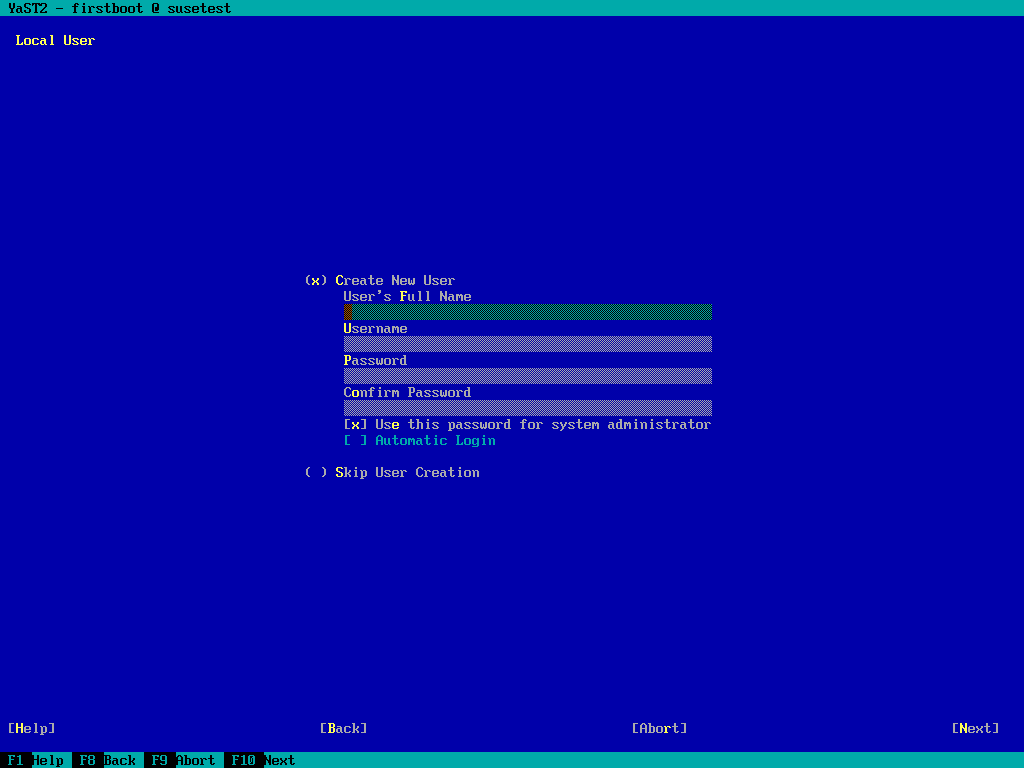 YaST2 - firstboot @ susetest
Local User
(x) Create New User
User's Full Name
Username
Password
Confirm Password
[x] Use this password for system administrator
[ ] Automatic Login
( ) Skip User Creation
[Help] [Back] [Abort] [Next]
F1 Help F8 Back F9 Abort F10 Next